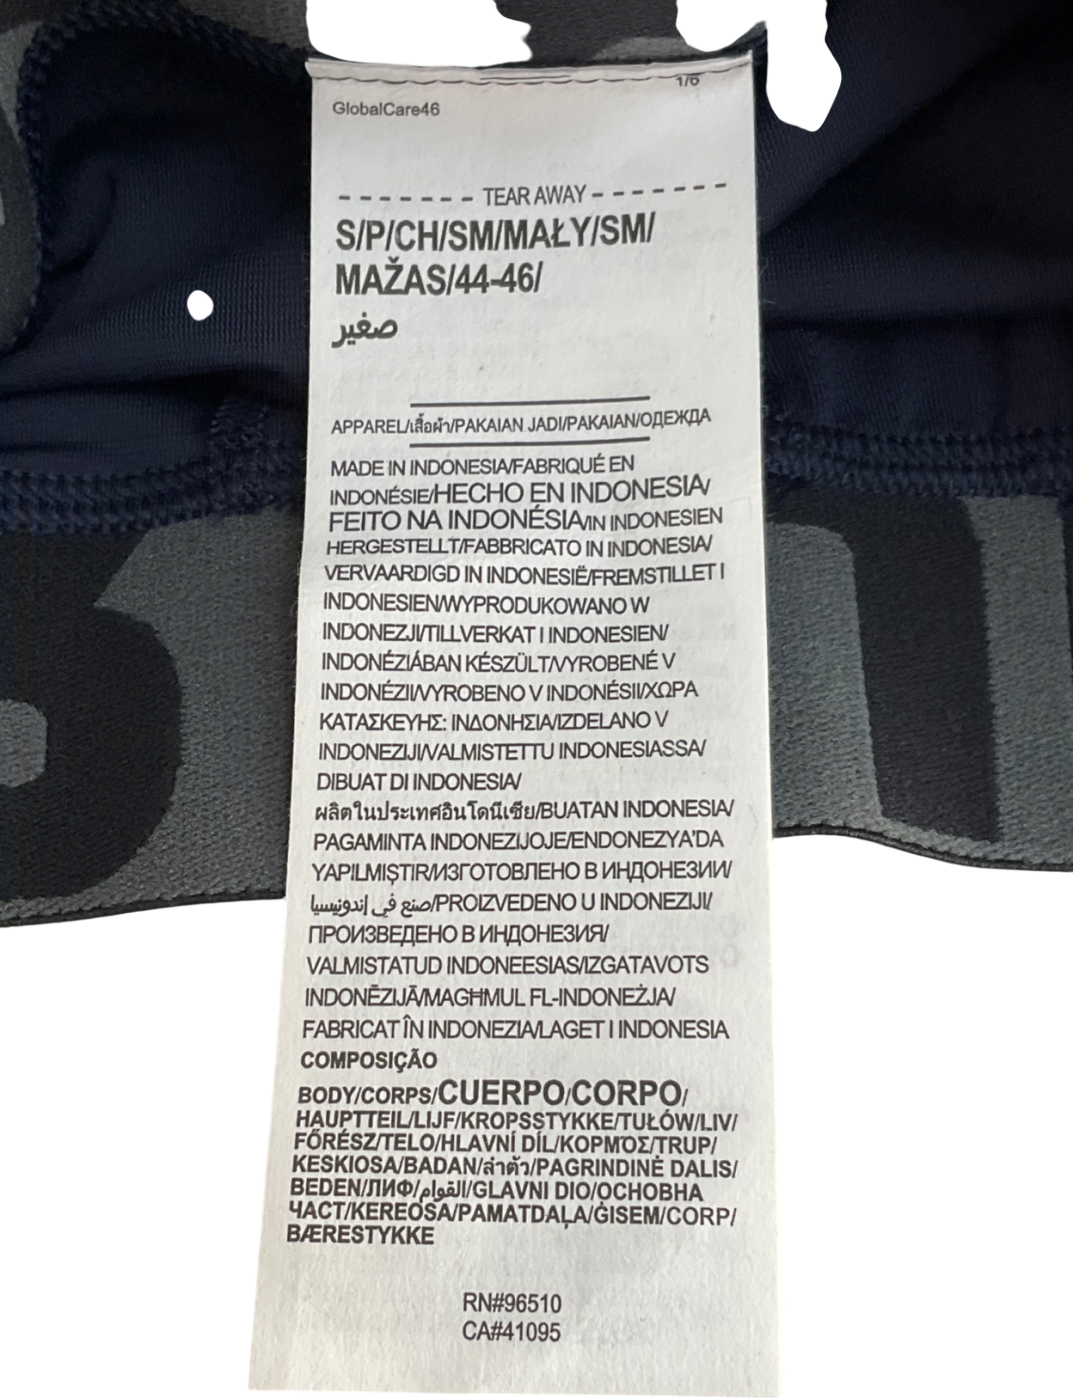 1/6
GlobalCare46
TEAR AWAY
S/P/CH/SM/MAŁY/SM/
MAŽAS/44-46/
صغير
APPAREL/เสื้อผ้า/PAKAIAN JADI/PAKAIAN/ОДЕЖДА
MADE IN INDONESIA/FABRIQUÉ EN
INDONÉSIE/HECHO EN INDONESIA/
FEITO NA INDONÉSIA/IN INDONESIEN
HERGESTELLT/FABBRICATO IN INDONESIA/
VERVAARDIGD IN INDONESIË/FREMSTILLET I
INDONESIEN/WYPRODUKOWANO W
INDONEZJI/TILLVERKAT I INDONESIEN/
INDONÉZIÁBAN KÉSZÜLT/VYROBENÉ V
INDONÉZII/VYROBENO V INDONÉSII/ΧΩΡΑ
ΚΑΤΑΣΚΕΥΗΣ: ΙΝΔΟΝΗΣΙΑ/IZDELANO V
INDONEZIJI/VALMISTETTU INDONESIASSA/
DIBUAT DI INDONESIA/
ผลิตในประเทศอินโดนีเซีย/BUATAN INDONESIA/
PAGAMINTA INDONEZIJOJE/ENDONEZYA'DA
YAPILMIŞTIR/ИЗГОТОВЛЕНО В ИНДОНЕЗИИ/
صنع في إندونيسيا/PROIZVEDENO U INDONEZIJI/
ПРОИЗВЕДЕНО В ИНДОНЕЗИЯ/
VALMISTATUD INDONEESIAS/IZGATAVOTS
INDONĒZIJĀ/MAGĦMUL FL-INDONEŻJA/
FABRICAT ÎN INDONEZIA/LAGET I INDONESIA
COMPOSIÇÃO
BODY/CORPS/CUERPO/CORPO/
HAUPTTEIL/LIJF/KROPSSTYKKE/TUŁÓW/LIV/
FŐRÉSZ/TELO/HLAVNÍ DÍL/ΚΟΡΜΌΣ/TRUP/
KESKIOSA/BADAN/ลำตัว/PAGRINDINĖ DALIS/
BEDEN/ЛИФ/القوام/GLAVNI DIO/ОСНОВНА
ЧАСТ/KEREOSA/PAMATDAĻA/ĠISEM/CORP/
BÆRESTYKKE
RN#96510
CA#41095